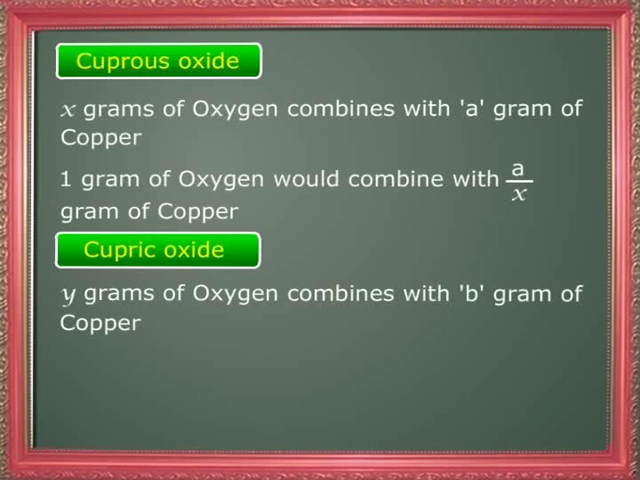 Cuprous oxide
x grams of Oxygen combines with 'a' gram of
Copper
1 gram of Oxygen would combine with a/x
gram of Copper
Cupric oxide
y grams of Oxygen combines with 'b' gram of
Copper